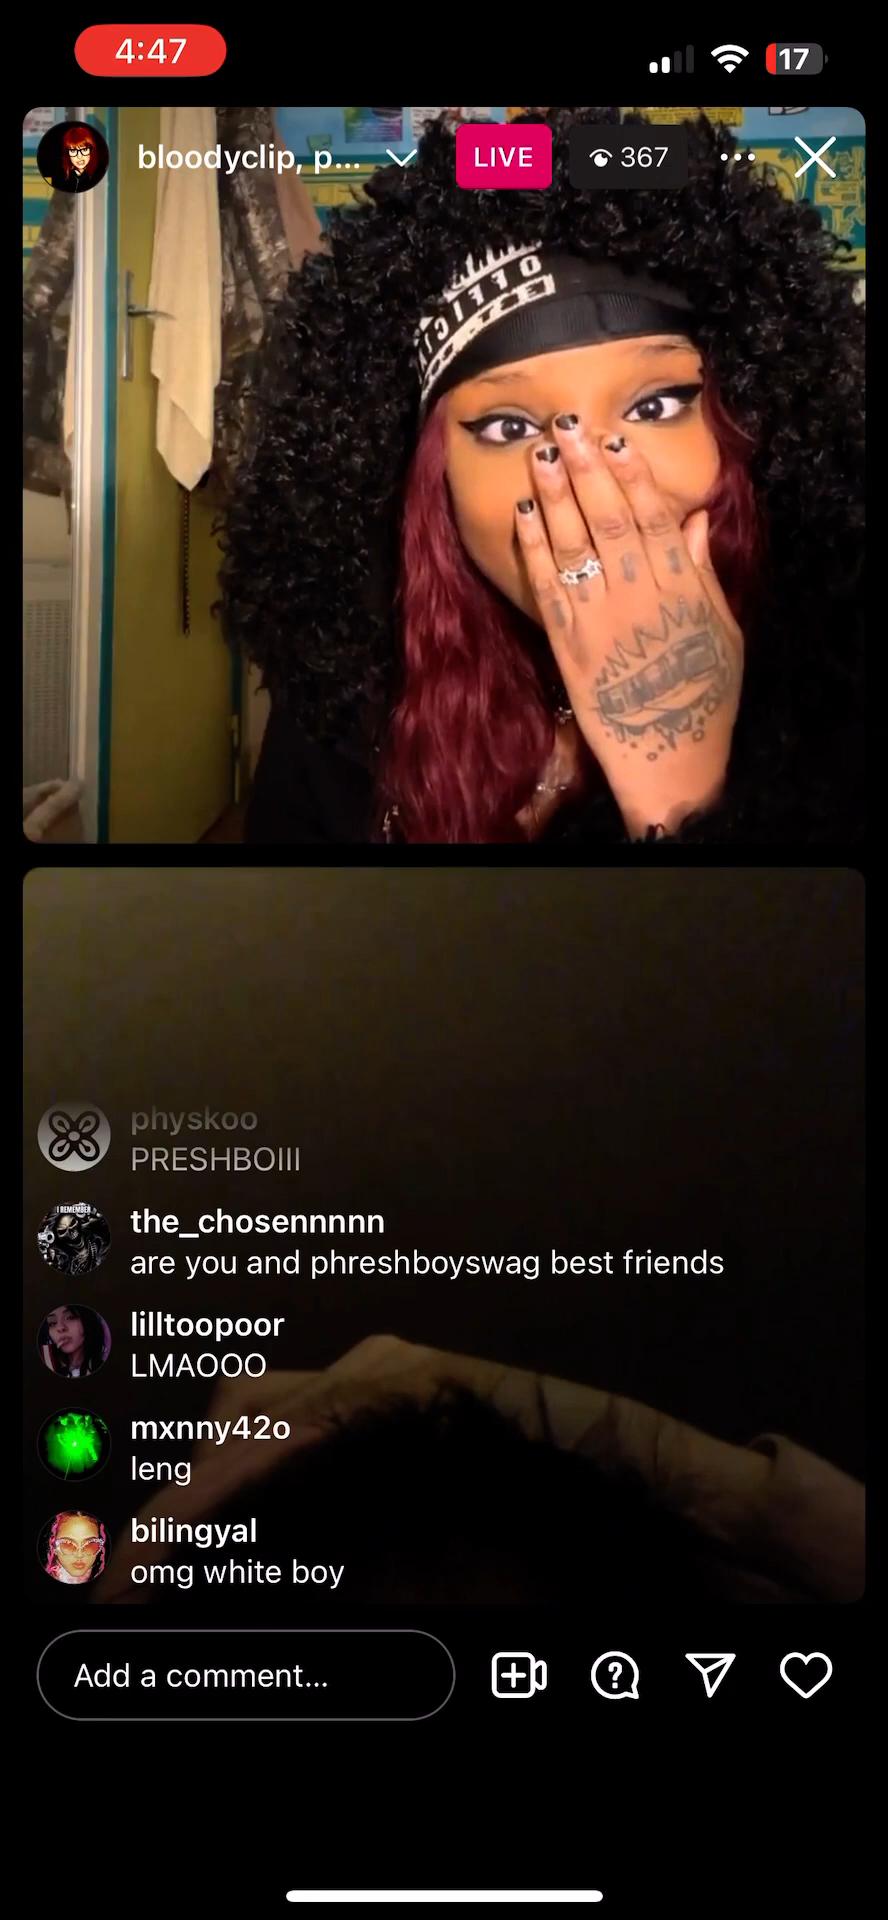 4:47
17
bloodyclip, p...
LIVE
367
physkoo
PRESHBOIII
the_chosennnnn
are you and phreshboyswag best friends
lilltoopoor
LMAOOO
mxnny42o
leng
bilingyal
omg white boy
Add a comment...